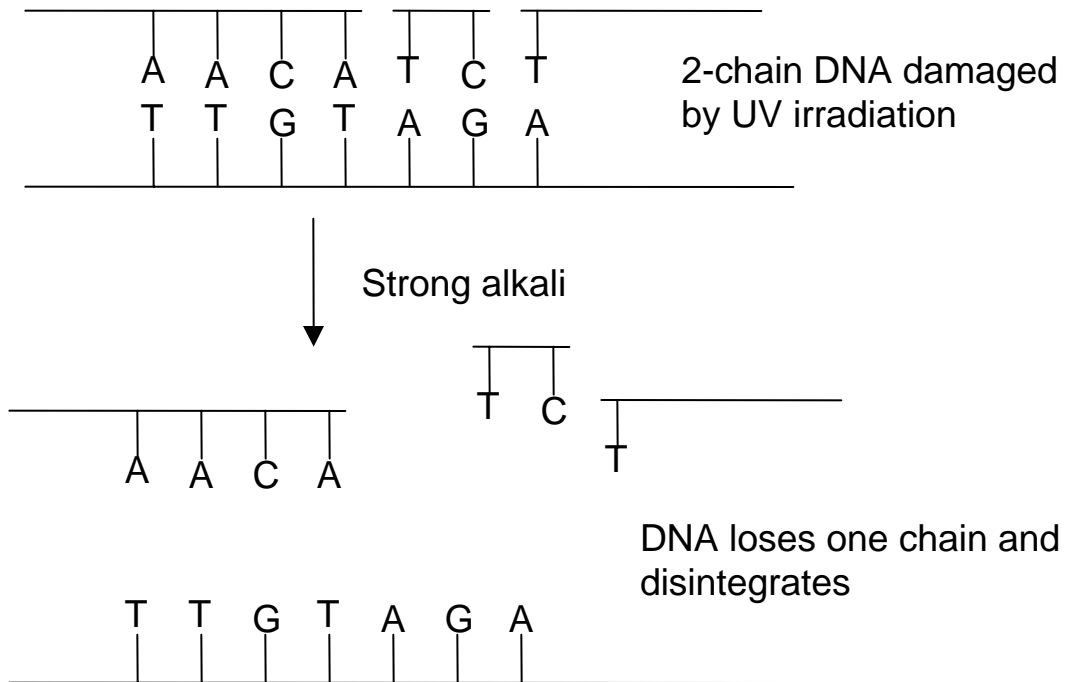 A A C A T C T
T T G T A G A
2-chain DNA damaged
by UV irradiation
Strong alkali
T C
T
A A C A
DNA loses one chain and
disintegrates
T T G T A G A